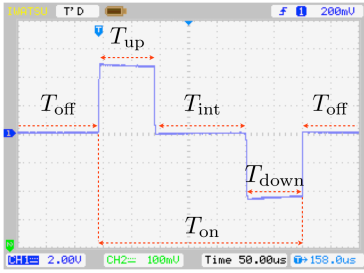 IWATSU T'D f 1 200mV
T
T_up
T_off T_int T_off
1
T_down
T_on
CH1 2.00V CH2 100mV Time 50.00us T→158.0us